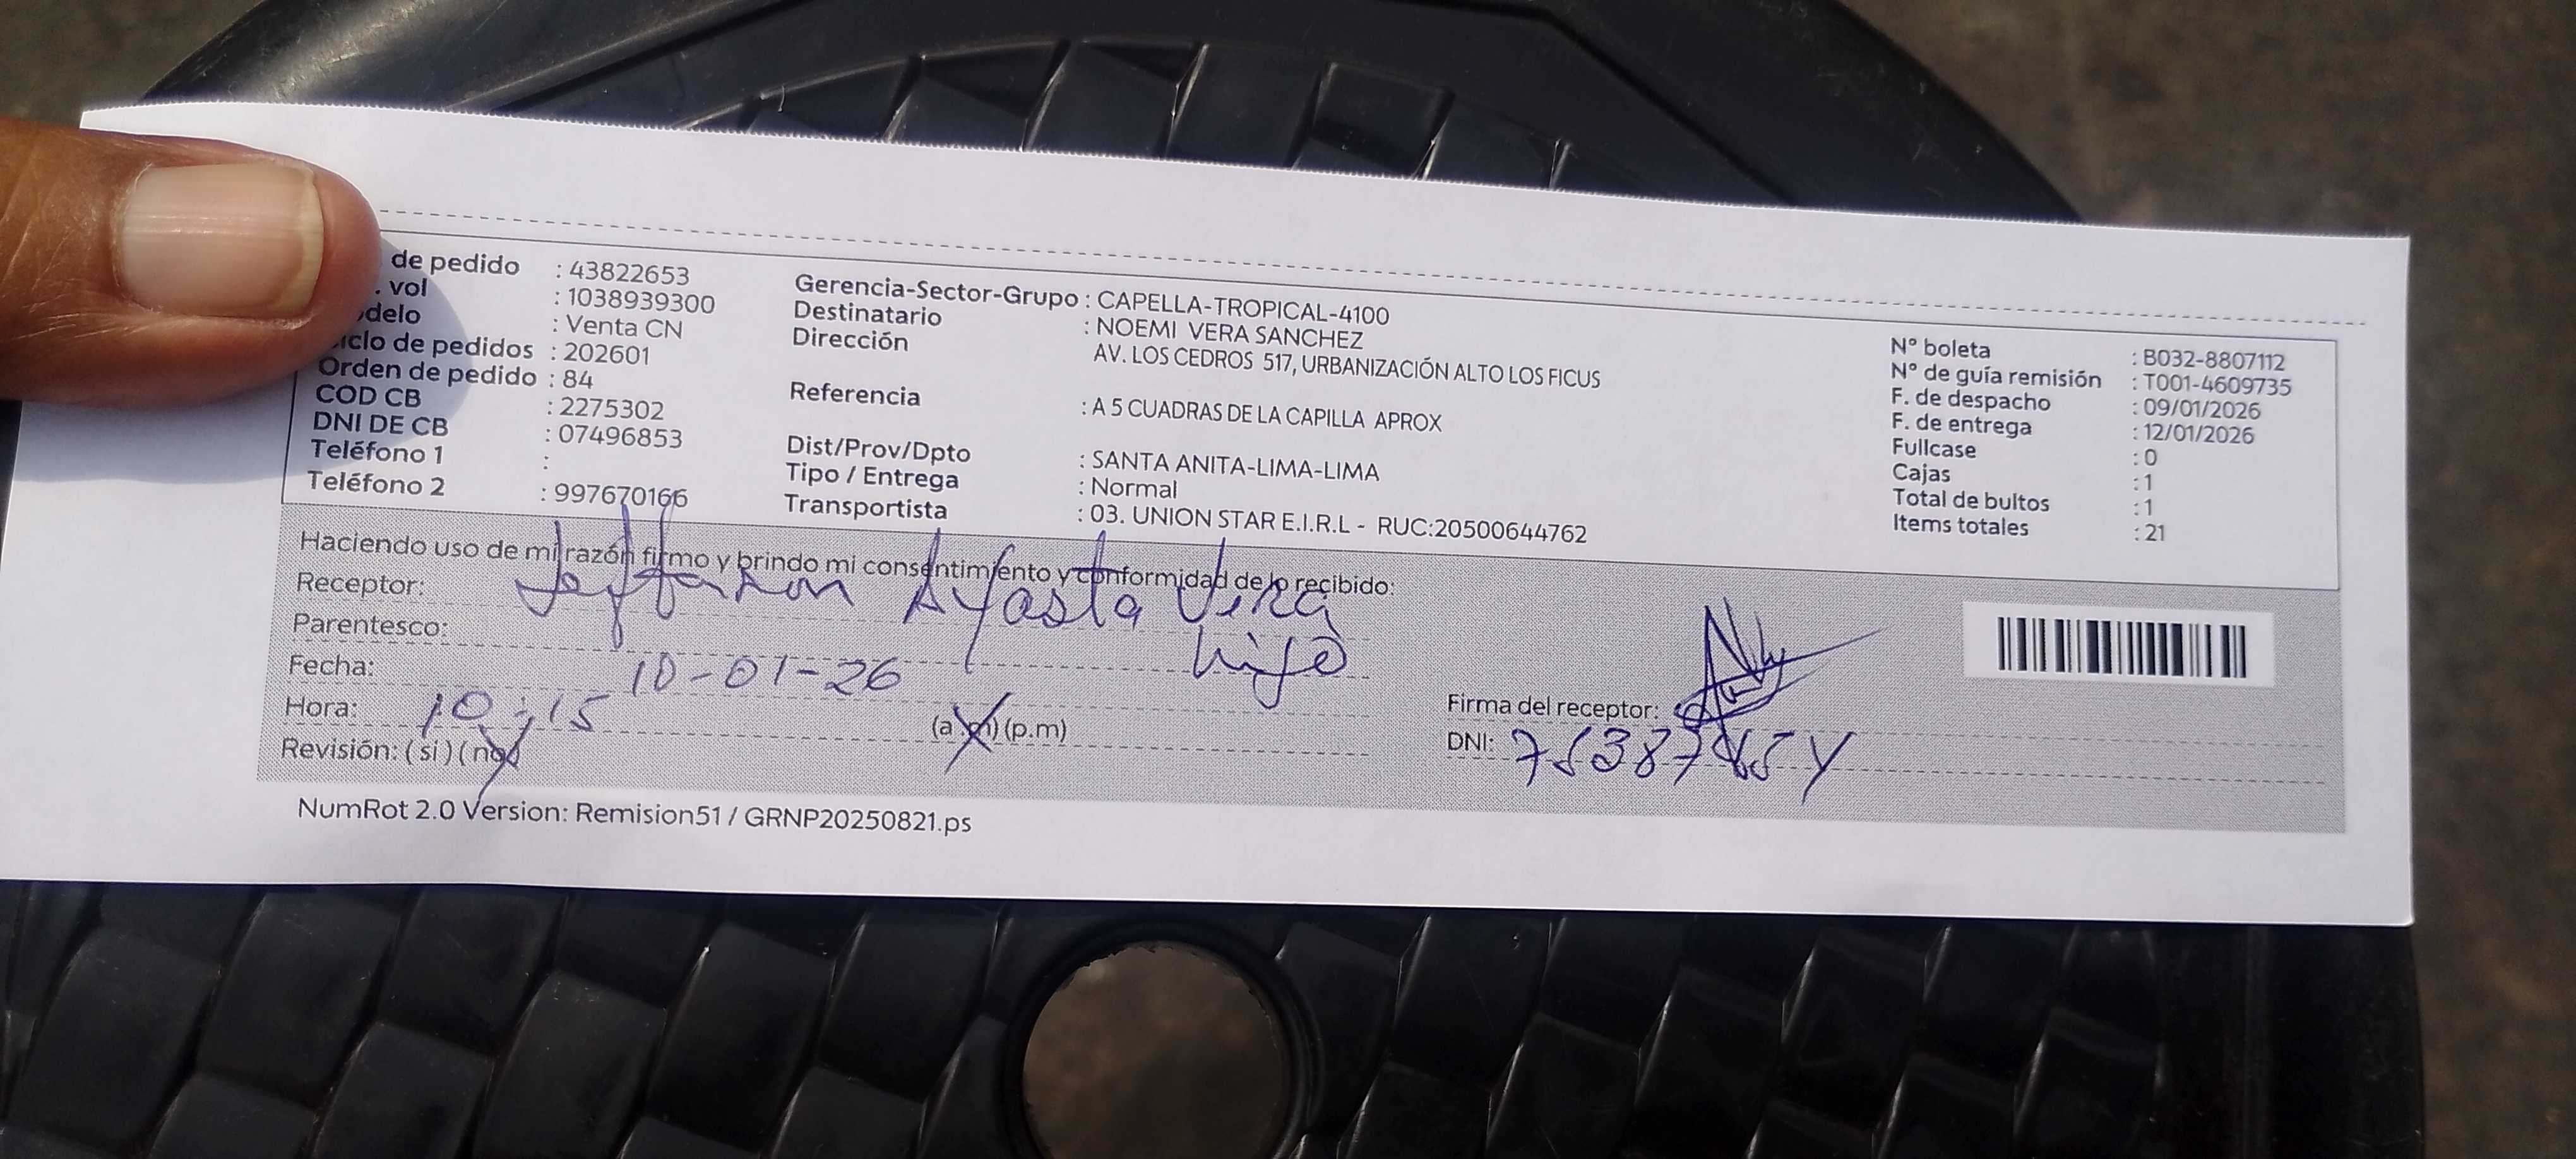 de pedido : 43822653
. vol : 1038939300
delo : Venta CN
iclo de pedidos : 202601
Orden de pedido : 84
COD CB : 2275302
DNI DE CB : 07496853
Teléfono 1 :
Teléfono 2 : 997670166
Gerencia-Sector-Grupo : CAPELLA-TROPICAL-4100
Destinatario : NOEMI VERA SANCHEZ
Dirección AV. LOS CEDROS 517, URBANIZACIÓN ALTO LOS FICUS
Referencia : A 5 CUADRAS DE LA CAPILLA APROX
Dist/Prov/Dpto : SANTA ANITA-LIMA-LIMA
Tipo / Entrega : Normal
Transportista : 03. UNION STAR E.I.R.L - RUC:20500644762
N° boleta : B032-8807112
N° de guía remisión : T001-4609735
F. de despacho : 09/01/2026
F. de entrega : 12/01/2026
Fullcase : 0
Cajas : 1
Total de bultos : 1
Items totales : 21
Haciendo uso de mi razón firmo y brindo mi consentimiento y conformidad de lo recibido:
Receptor: Ayasta Vera
Parentesco: hijo
Fecha: 10-01-26
Hora: 10:15 (a.m) (p.m)
Revisión: (si) (no)
Firma del receptor:
DNI:
NumRot 2.0 Version: Remision51 / GRNP20250821.ps